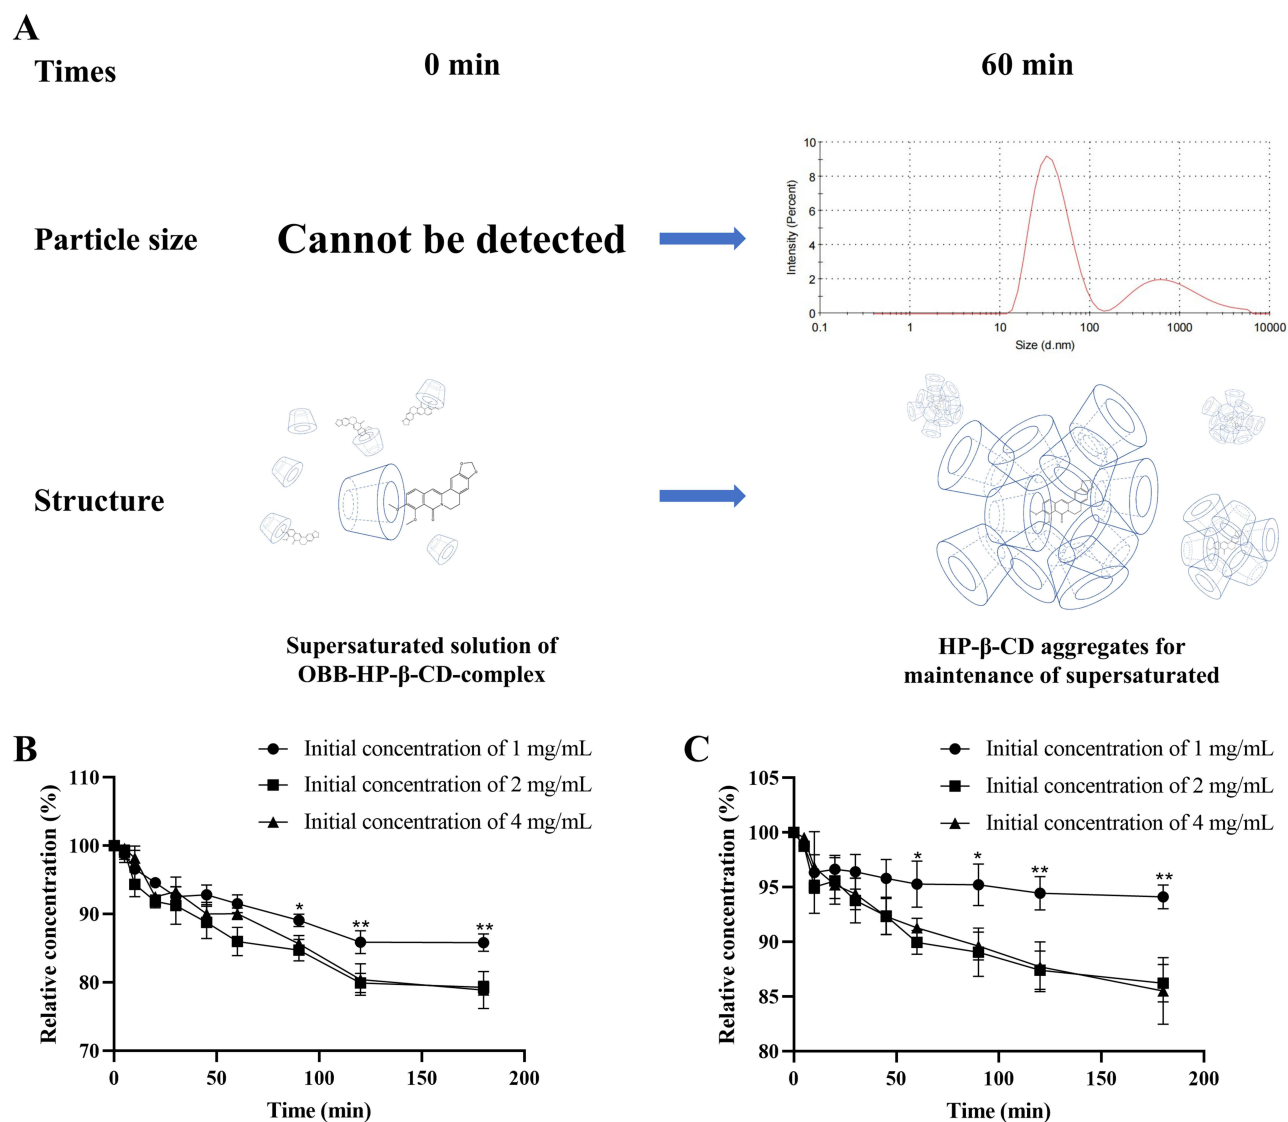 A
Times
0 min
60 min
Particle size
Cannot be detected
10
8
6
4
2
0
Intensity (Percent)
0.1
1
10
100
1000
10000
Size (d.nm)
Structure
Supersaturated solution of
OBB-HP-β-CD-complex
HP-β-CD aggregates for
maintenance of supersaturated
B
Initial concentration of 1 mg/mL
Initial concentration of 2 mg/mL
Initial concentration of 4 mg/mL
110
100
90
80
70
Relative concentration (%)
*
**
**
0
50
100
150
200
Time (min)
C
Initial concentration of 1 mg/mL
Initial concentration of 2 mg/mL
Initial concentration of 4 mg/mL
105
100
95
90
85
80
Relative concentration (%)
*
*
**
**
0
50
100
150
200
Time (min)